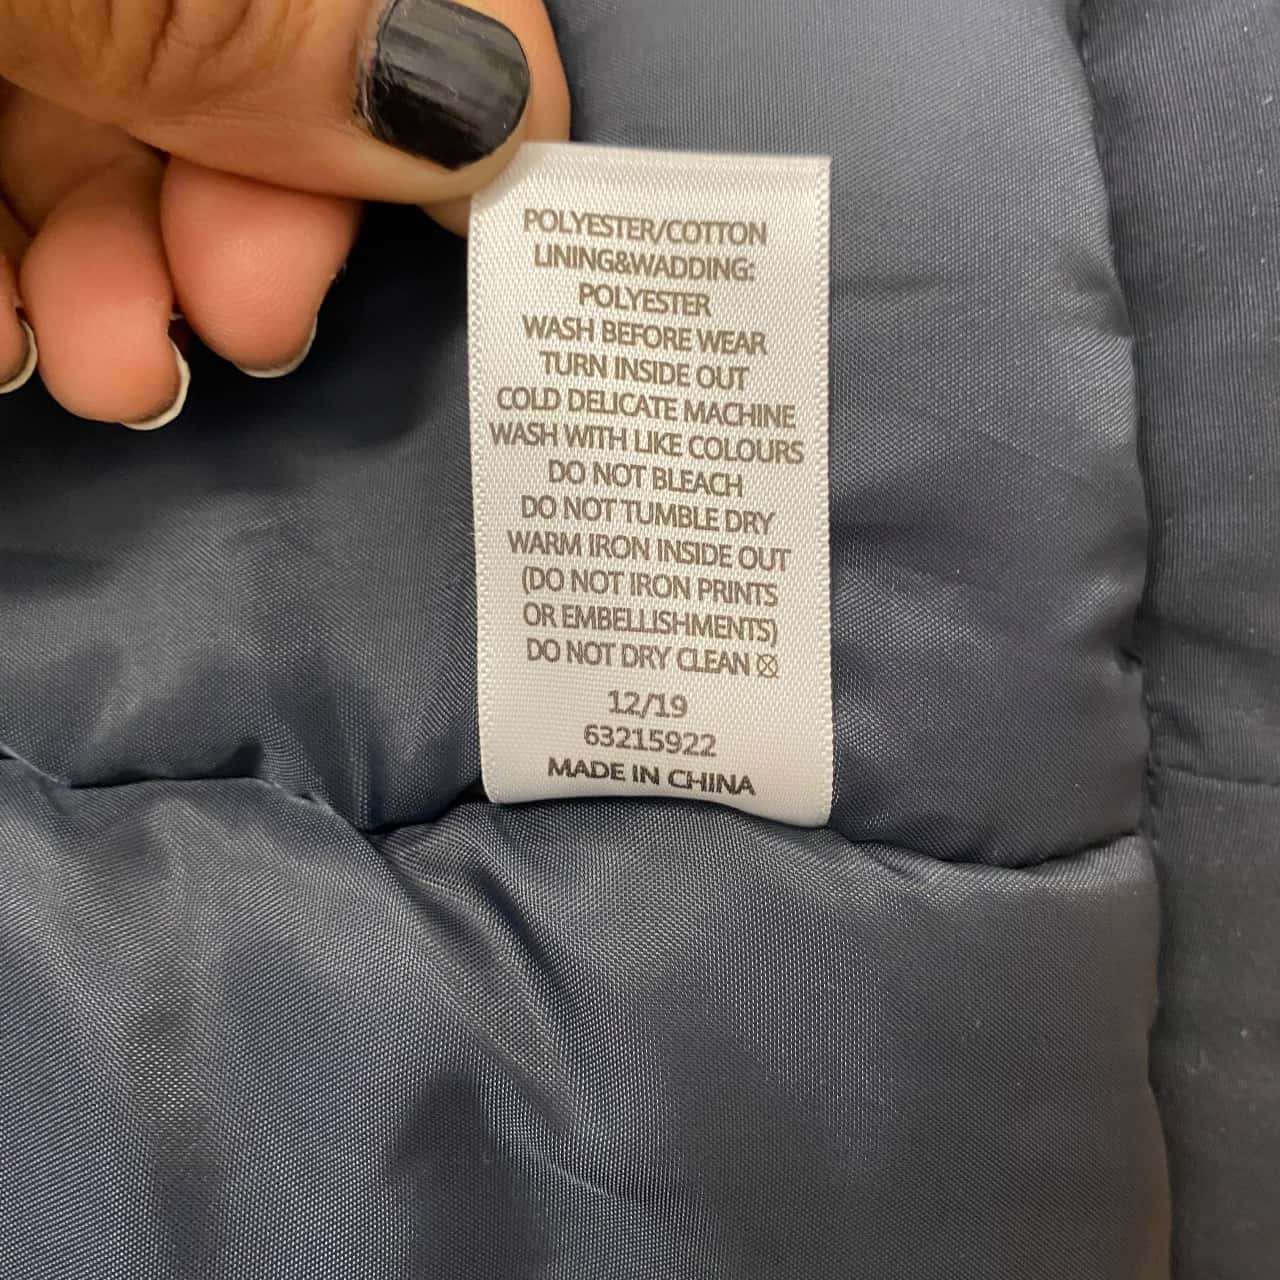 POLYESTER/COTTON
LINING&WADDING:
POLYESTER
WASH BEFORE WEAR
TURN INSIDE OUT
COLD DELICATE MACHINE
WASH WITH LIKE COLOURS
DO NOT BLEACH
DO NOT TUMBLE DRY
WARM IRON INSIDE OUT
(DO NOT IRON PRINTS
OR EMBELLISHMENTS)
DO NOT DRY CLEAN
12/19
63215922
MADE IN CHINA